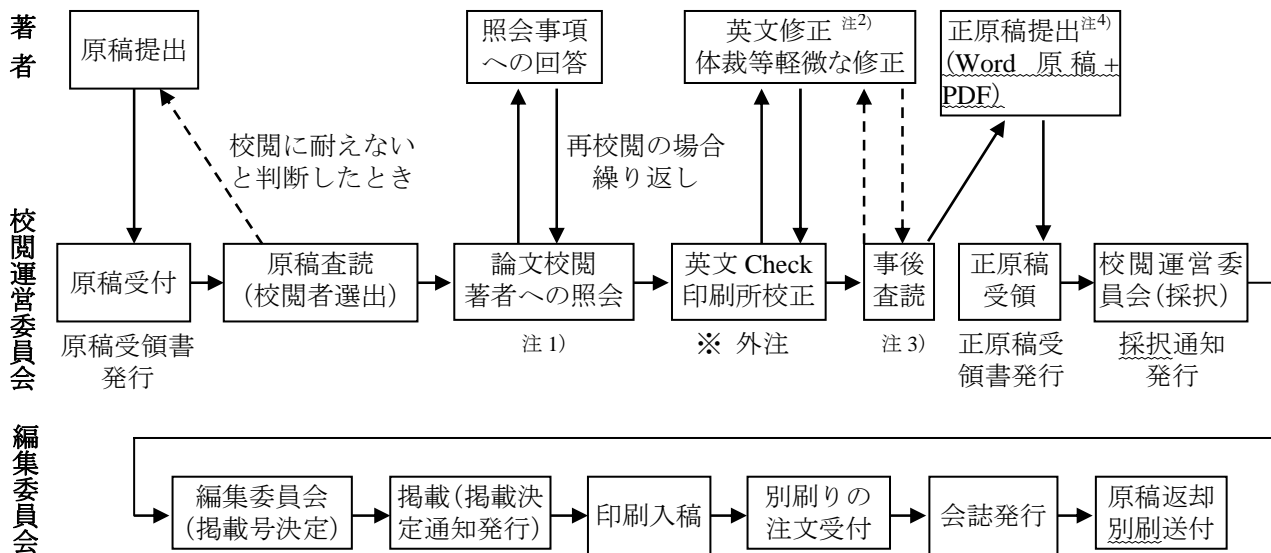 著者
原稿提出
照会事項
への回答
英文修正 注2)
体裁等軽微な修正
正原稿提出注4)
(Word 原稿+
PDF)
校閲に耐えない
と判断したとき
再校閲の場合
繰り返し
校閲運営委員会
原稿受付
原稿査読
(校閲者選出)
論文校閲
著者への照会
英文 Check
印刷所校正
事後
査読
正原稿
受領
校閲運営委
員会(採択)
原稿受領書
発行
注 1)
※ 外注
注 3)
正原稿受
領書発行
採択通知
発行
編集委員会
編集委員会
(掲載号決定)
掲載(掲載決
定通知発行)
印刷入稿
別刷りの
注文受付
会誌発行
原稿返却
別刷送付